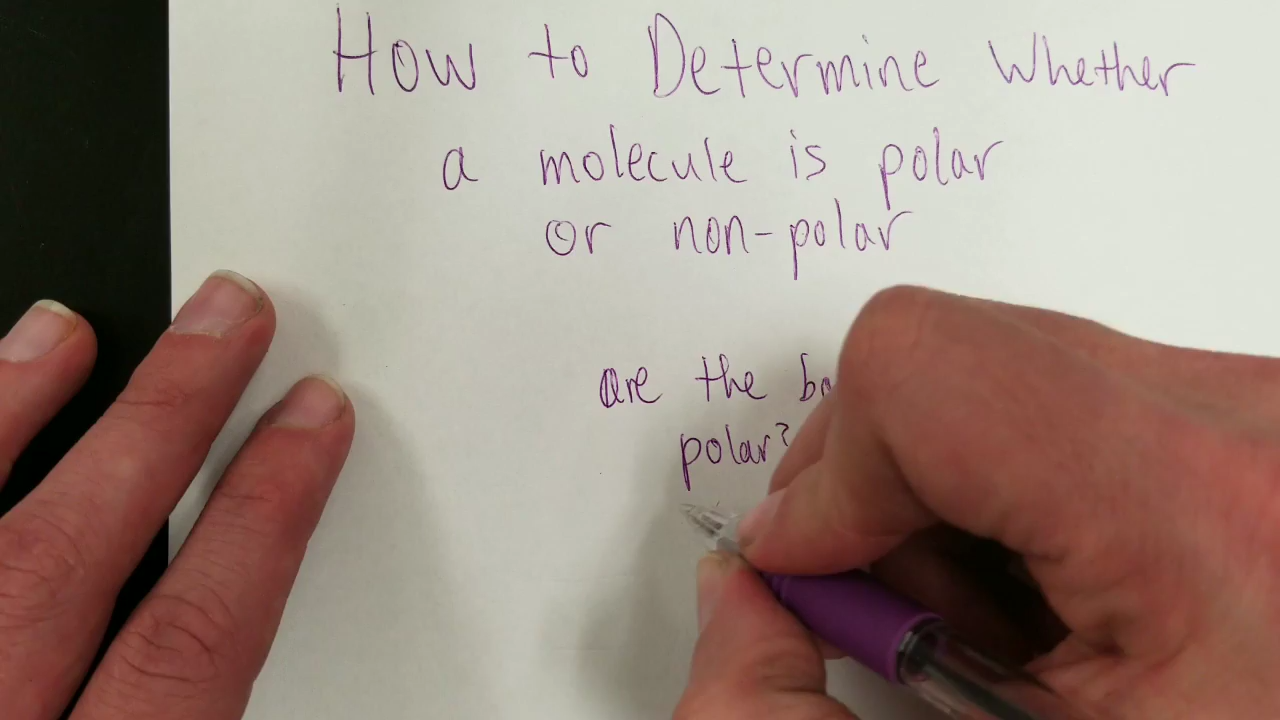 How to Determine Whether
a molecule is polar
or non-polar
are the
polar?